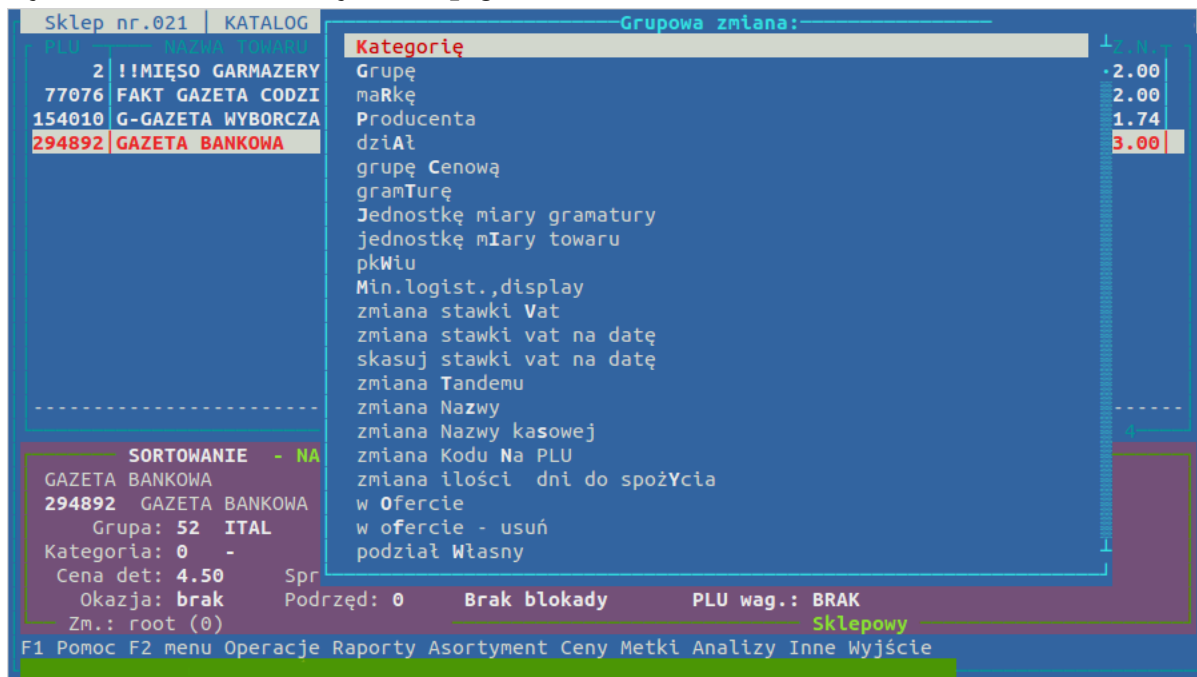 Sklep nr.021 | KATALOG
Grupowa zmiana:
PLU NAZWA TOWARU Z.N.
2 !!MIĘSO GARMAZERY 2.00
77076 FAKT GAZETA CODZI 2.00
154010 G-GAZETA WYBORCZA 1.74
294892 GAZETA BANKOWA 3.00
Kategorię
Grupę
maRkę
Producenta
dziAł
grupę Cenową
gramTurę
Jednostkę miary gramatury
jednostkę mIary towaru
pkWiu
Min.logist.,display
zmiana stawki Vat
zmiana stawki vat na datę
skasuj stawki vat na datę
zmiana Tandemu
zmiana Nazwy
zmiana Nazwy kasowej
zmiana Kodu Na PLU
zmiana ilości dni do spożYcia
w Ofercie
w ofercie - usuń
podział Własny
4
SORTOWANIE - NA
GAZETA BANKOWA
294892 GAZETA BANKOWA
Grupa: 52 ITAL
Kategoria: 0 -
Cena det: 4.50 Spr
Okazja: brak Podrzęd: 0 Brak blokady PLU wag.: BRAK
Zm.: root (0) Sklepowy
F1 Pomoc F2 menu Operacje Raporty Asortyment Ceny Metki Analizy Inne Wyjście